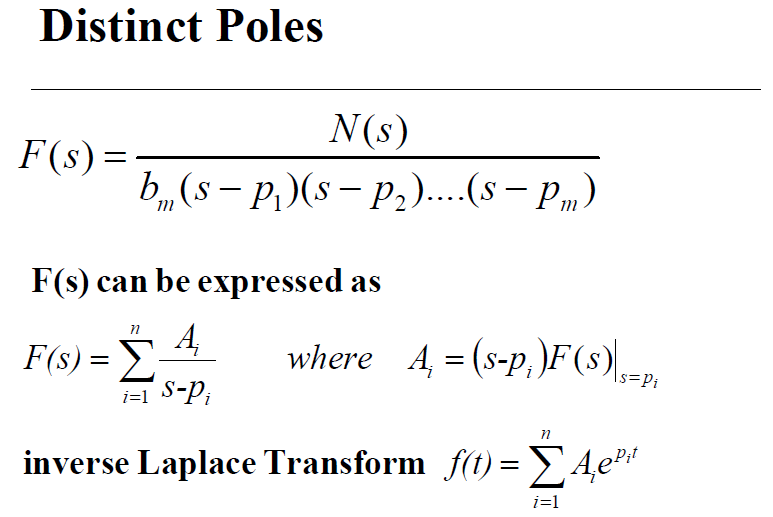 Distinct Poles
F(s) = N(s) / b_m(s − p_1)(s − p_2)....(s − p_m)
F(s) can be expressed as
F(s) = ∑_{i=1}^{n} A_i / s-p_i where A_i = (s-p_i)F(s)|_{s=p_i}
inverse Laplace Transform f(t) = ∑_{i=1}^{n} A_i e^{p_i t}